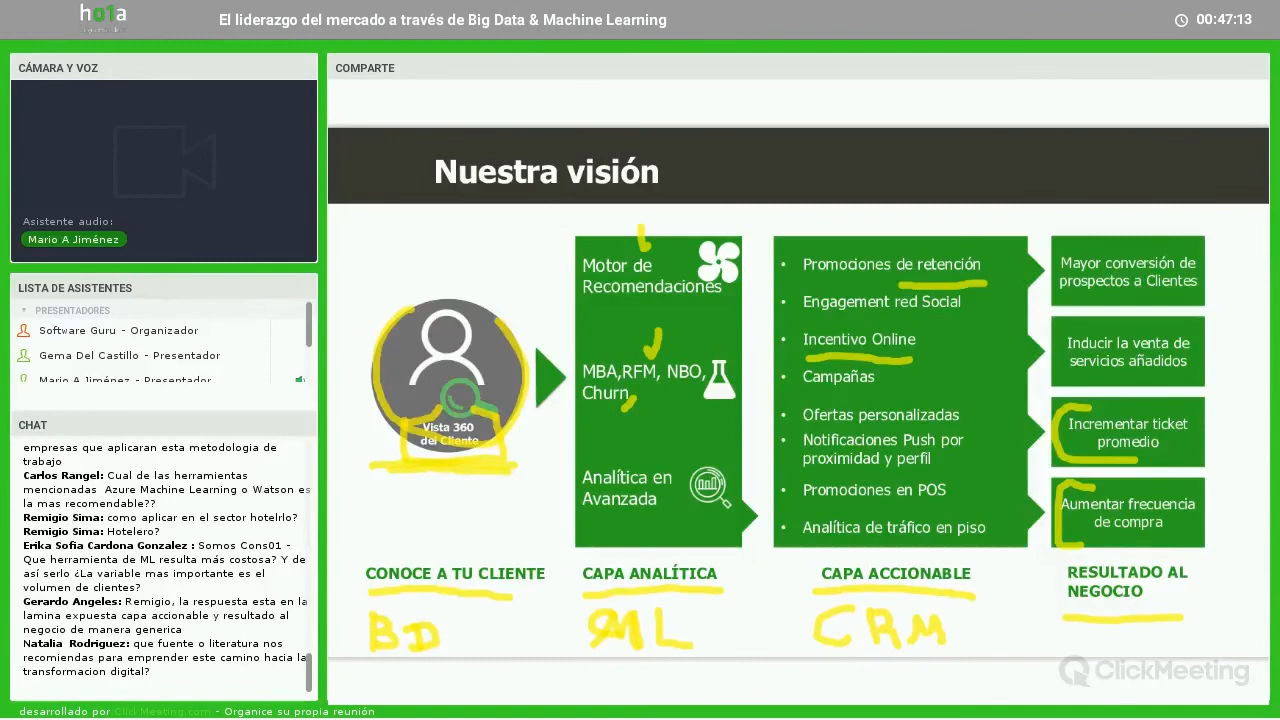 ho1a
El liderazgo del mercado a través de Big Data & Machine Learning
00:47:13
CÁMARA Y VOZ
Asistente audio:
Mario A Jiménez
LISTA DE ASISTENTES
PRESENTADORES
Software Guru - Organizador
Gema Del Castillo - Presentador
Mario A Jiménez - Presentador
CHAT
empresas que aplicaran esta metodologia de
trabajo
Carlos Rangel: Cual de las herramientas
mencionadas Azure Machine Learning o Watson es
la mas recomendable??
Remigio Sima: como aplicar en el sector hotelrlo?
Remigio Sima: Hotelero?
Erika Sofia Cardona Gonzalez : Somos Cons01 -
Que herramienta de ML resulta más costosa? Y de
así serlo ¿La variable mas importante es el
volumen de clientes?
Gerardo Angeles: Remigio, la respuesta esta en la
lamina expuesta capa accionable y resultado al
negocio de manera generica
Natalia Rodriguez: que fuente o literatura nos
recomiendas para emprender este camino hacia la
transformacion digital?
COMPARTE
Nuestra visión
Vista 360
del Cliente
CONOCE A TU CLIENTE
BD
Motor de
Recomendaciones
MBA,RFM, NBO,
Churn
Analítica en
Avanzada
CAPA ANALÍTICA
ML
• Promociones de retención
• Engagement red Social
• Incentivo Online
• Campañas
• Ofertas personalizadas
• Notificaciones Push por
proximidad y perfil
• Promociones en POS
• Analítica de tráfico en piso
CAPA ACCIONABLE
CRM
Mayor conversión de
prospectos a Clientes
Inducir la venta de
servicios añadidos
Incrementar ticket
promedio
Aumentar frecuencia
de compra
RESULTADO AL
NEGOCIO
ClickMeeting
desarrollado por ClickMeeting.com - Organice su propia reunión